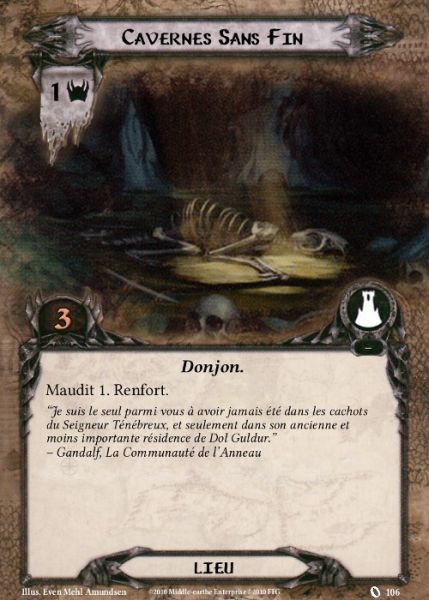 Cavernes Sans Fin
1
3
Donjon.
Maudit 1. Renfort.
"Je suis le seul parmi vous à avoir jamais été dans les cachots
du Seigneur Ténébreux, et seulement dans son ancienne et
moins importante résidence de Dol Guldur."
– Gandalf, La Communauté de l'Anneau
LIEU
Illus. Even Mehl Amundsen ©2010 Middle-earthe Enterprise ©2010 FFG 106